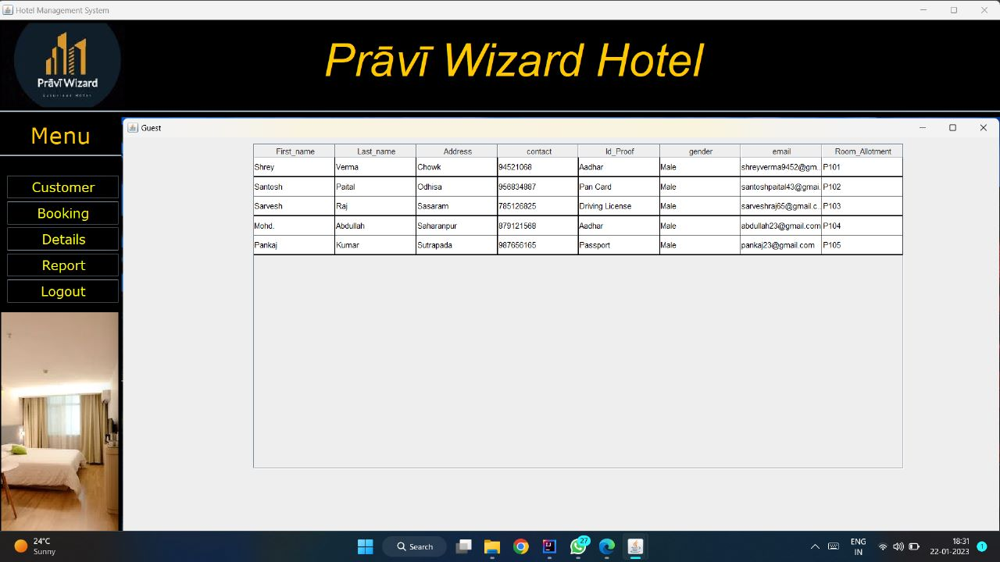 Hotel Management System
Prāvī Wizard
Prāvī Wizard Hotel
Menu
Customer
Booking
Details
Report
Logout
Guest
First_name Last_name Address contact Id_Proof gender email Room_Allotment
Shrey Verma Chowk 94521068 Aadhar Male shreyverma9452@gm... P101
Santosh Paital Odhisa 956834887 Pan Card Male santoshpaital43@gmai... P102
Sarvesh Raj Sasaram 785126825 Driving License Male sarveshraj65@gmail.c... P103
Mohd. Abdullah Saharanpur 879121568 Aadhar Male abdullah23@gmail.com P104
Pankaj Kumar Sutrapada 987656165 Passport Male pankaj23@gmail.com P105
24°C
Sunny
Search
27
ENG
IN
18:31
22-01-2023
1